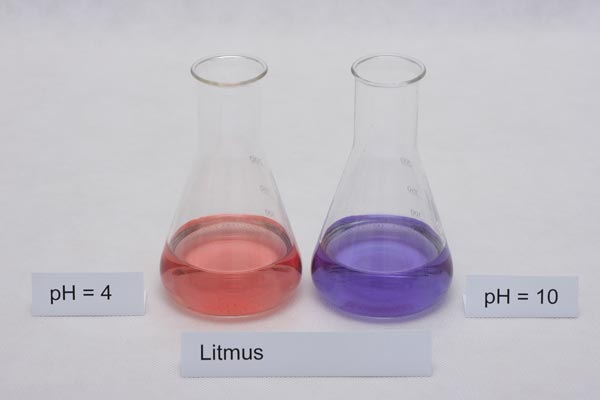 pH = 4
pH = 10
Litmus